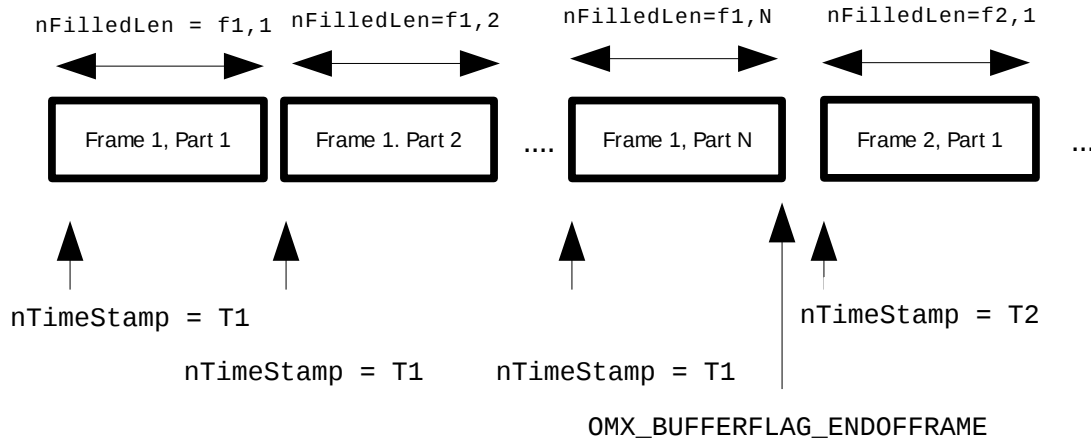 nFilledLen = f1,1
nFilledLen=f1,2
nFilledLen=f1,N
nFilledLen=f2,1
Frame 1, Part 1
Frame 1. Part 2
....
Frame 1, Part N
Frame 2, Part 1
...
nTimeStamp = T1
nTimeStamp = T1
nTimeStamp = T1
nTimeStamp = T2
OMX_BUFFERFLAG_ENDOFFRAME